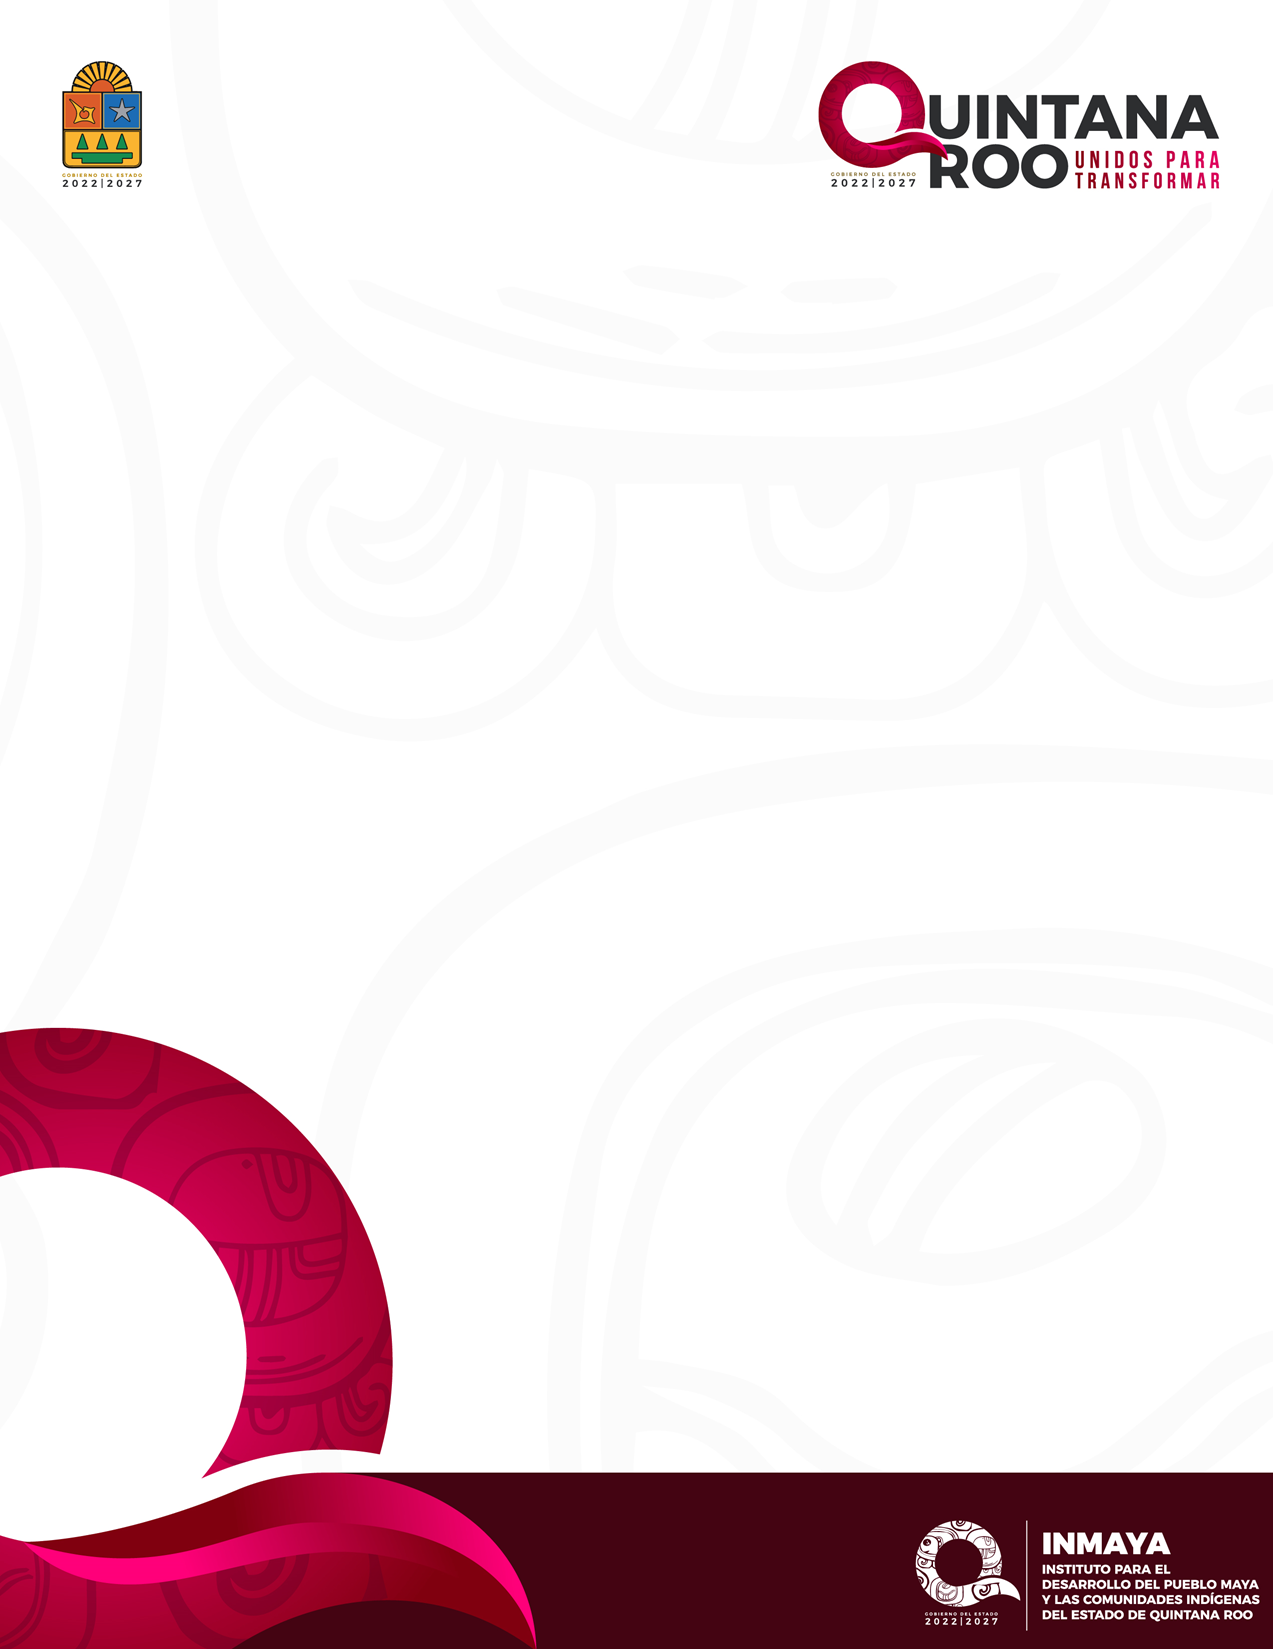 GOBIERNO DEL ESTADO
2022|2027
QUINTANA
ROO
UNIDOS PARA
TRANSFORMAR
GOBIERNO DEL ESTADO
2022|2027
INMAYA
INSTITUTO PARA EL
DESARROLLO DEL PUEBLO MAYA
Y LAS COMUNIDADES INDÍGENAS
DEL ESTADO DE QUINTANA ROO
GOBIERNO DEL ESTADO
2022|2027